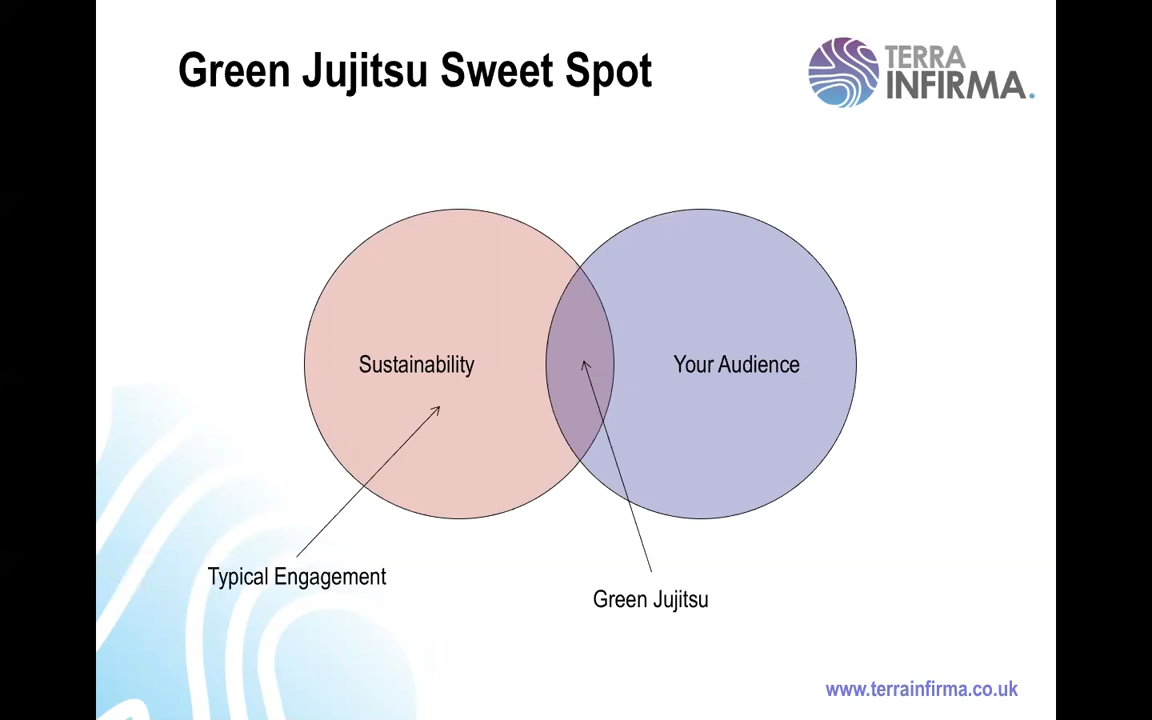 Green Jujitsu Sweet Spot
TERRA
INFIRMA.
Sustainability
Your Audience
Typical Engagement
Green Jujitsu
www.terrainfirma.co.uk